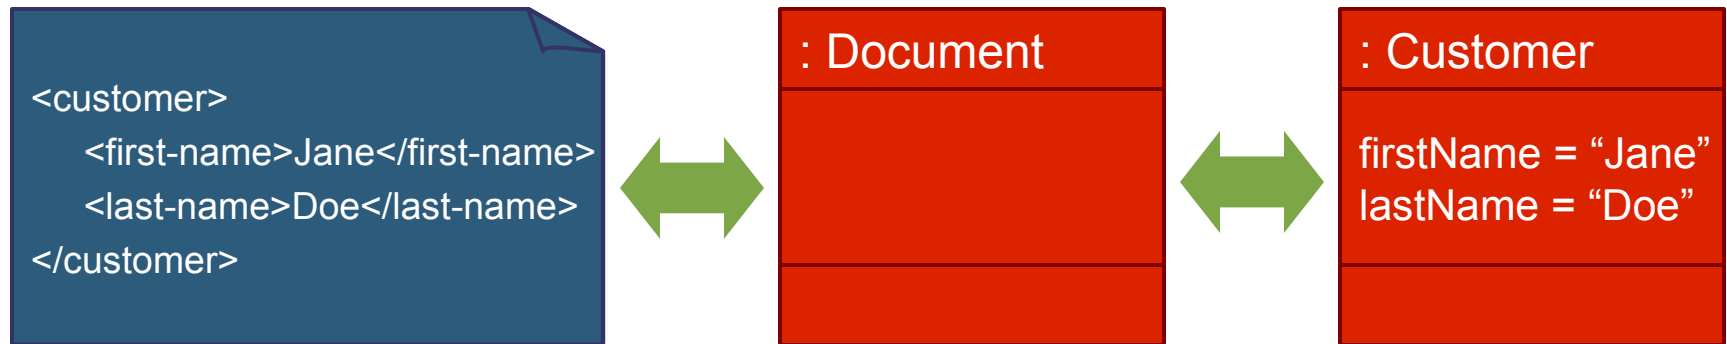 <customer>
<first-name>Jane</first-name>
<last-name>Doe</last-name>
</customer>
: Document
: Customer
firstName = “Jane”
lastName = “Doe”